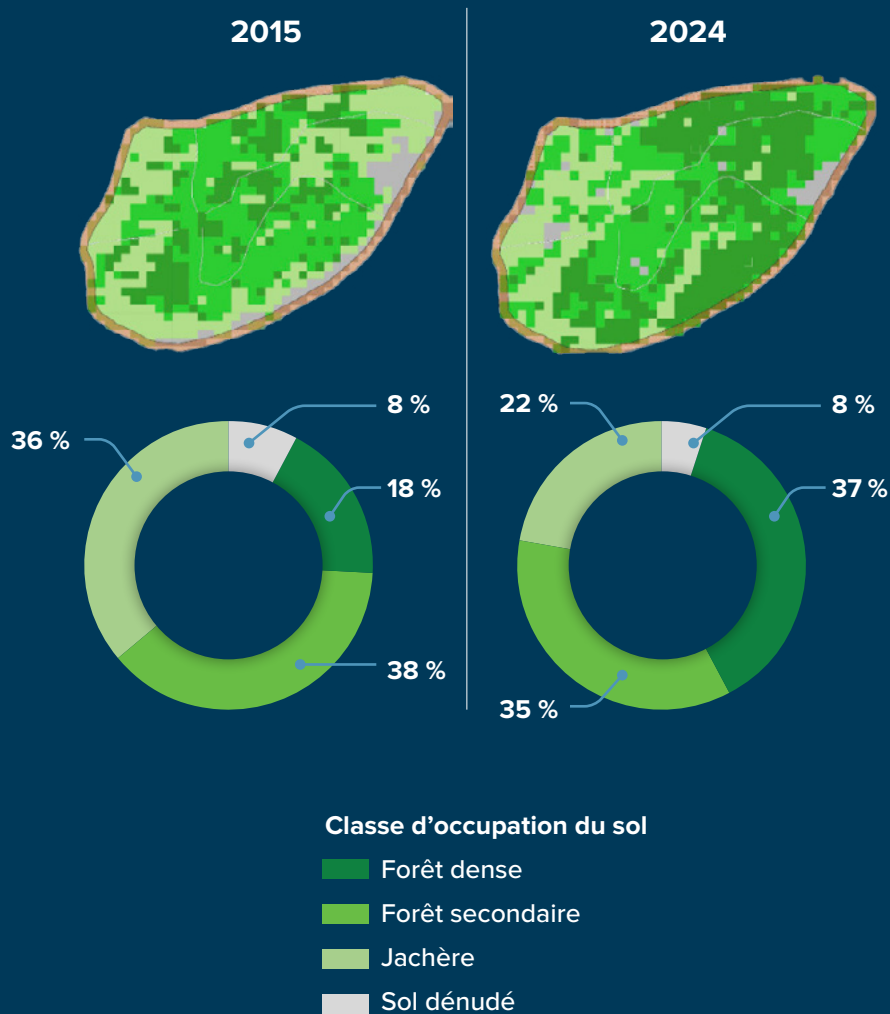 2015
2024
8 %
36 %
18 %
38 %
22 %
8 %
37 %
35 %
Classe d’occupation du sol
Forêt dense
Forêt secondaire
Jachère
Sol dénudé